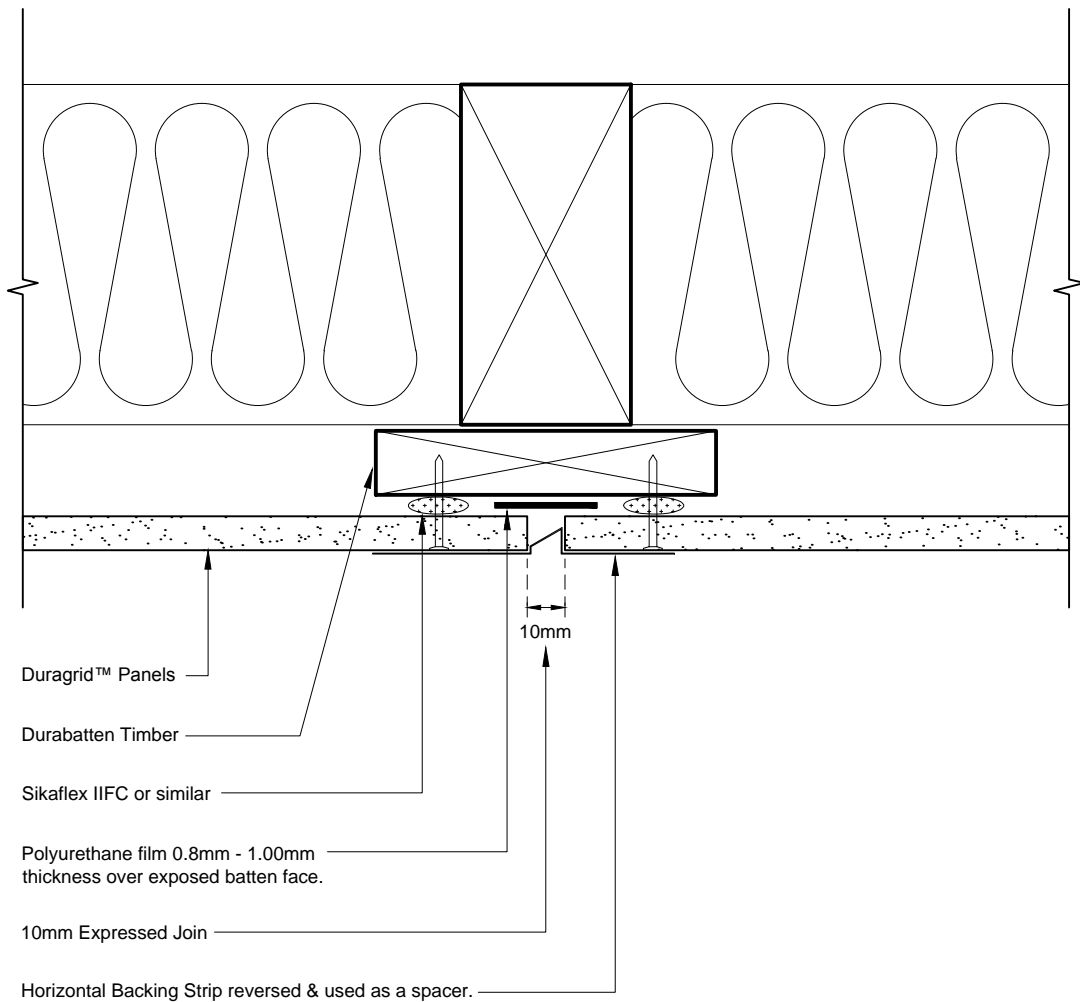 10mm
Duragrid™ Panels
Durabatten Timber
Sikaflex IIFC or similar
Polyurethane film 0.8mm - 1.00mm
thickness over exposed batten face.
10mm Expressed Join
Horizontal Backing Strip reversed & used as a spacer.